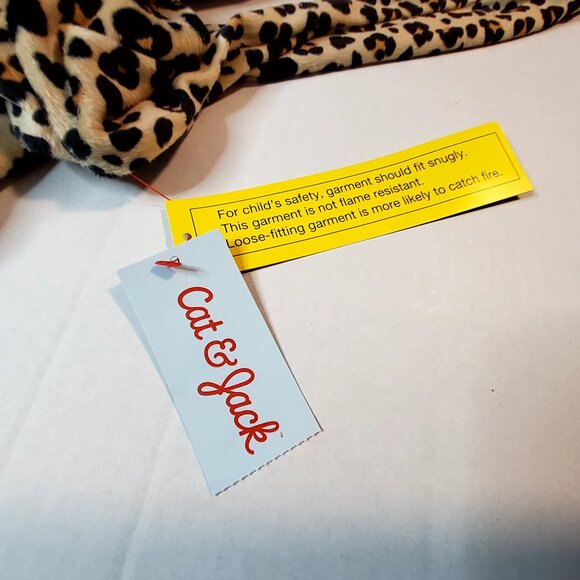 For child's safety, garment should fit snugly.
This garment is not flame resistant.
Loose-fitting garment is more likely to catch fire.
Cat & Jack™